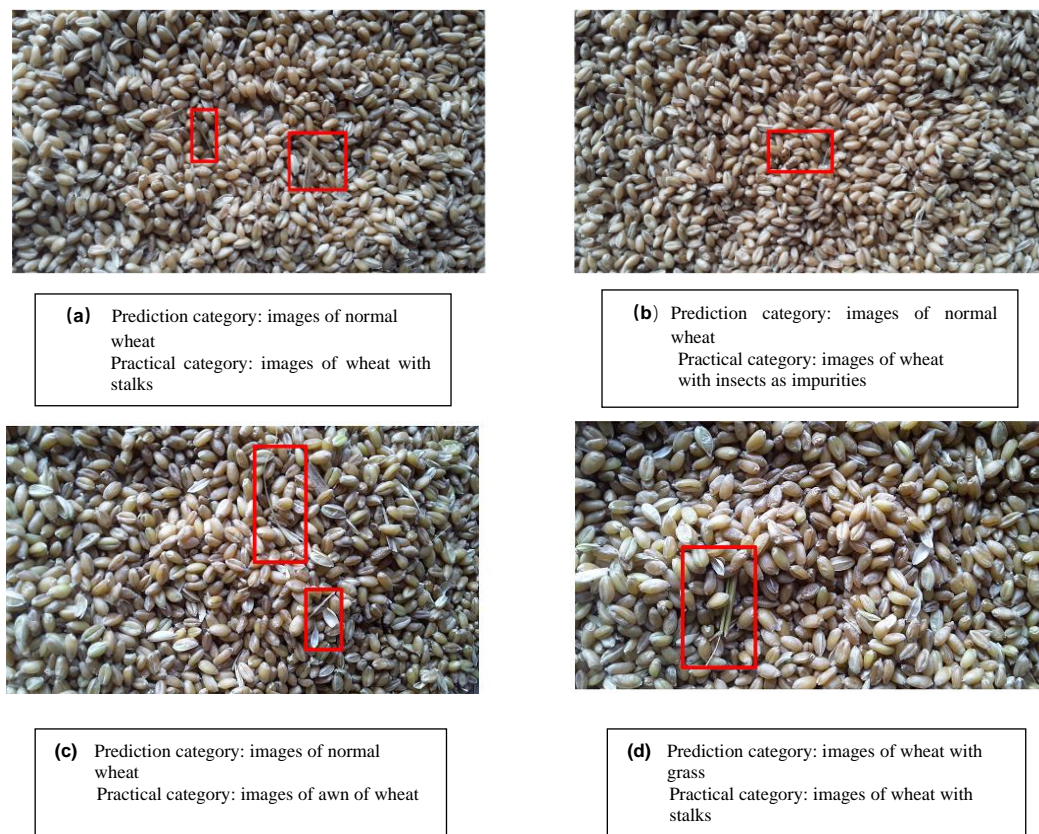 (a) Prediction category: images of normal
wheat
Practical category: images of wheat with
stalks
(b) Prediction category: images of normal
wheat
Practical category: images of wheat
with insects as impurities
(c) Prediction category: images of normal
wheat
Practical category: images of awn of wheat
(d) Prediction category: images of wheat with
grass
Practical category: images of wheat with
stalks